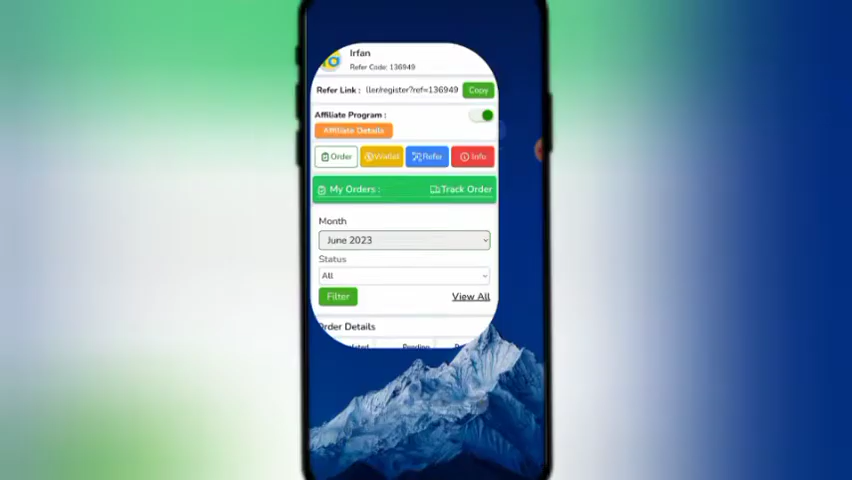 Irfan
Refer Code: 136949
Refer Link : ller/register?ref=136949 Copy
Affiliate Program :
Affiliate Details
Order Wallet Refer Info
My Orders : Track Order
Month
June 2023
Status
All
Filter View All
Order Details
Pending